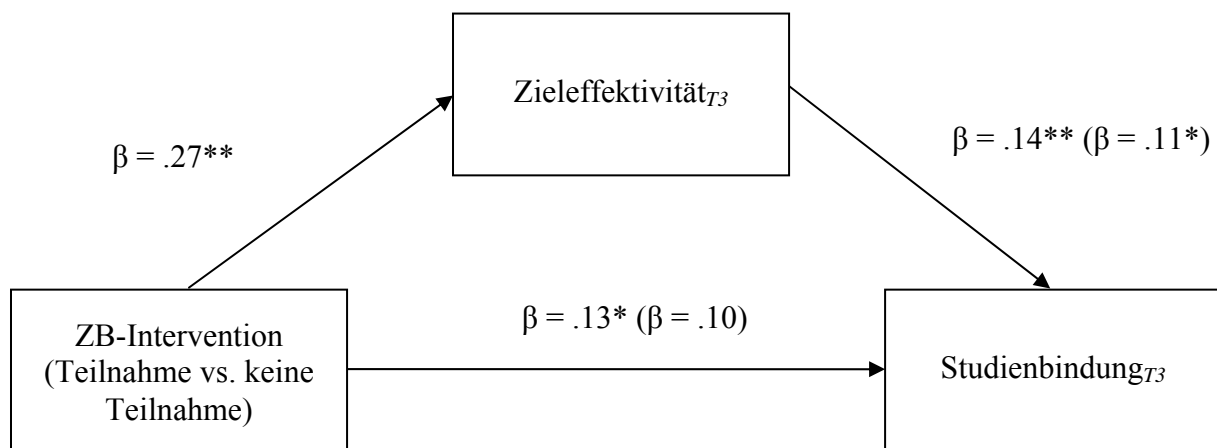 Zieleffektivität_T3
β = .27**
β = .14** (β = .11*)
ZB-Intervention
(Teilnahme vs. keine
Teilnahme)
β = .13* (β = .10)
Studienbindung_T3